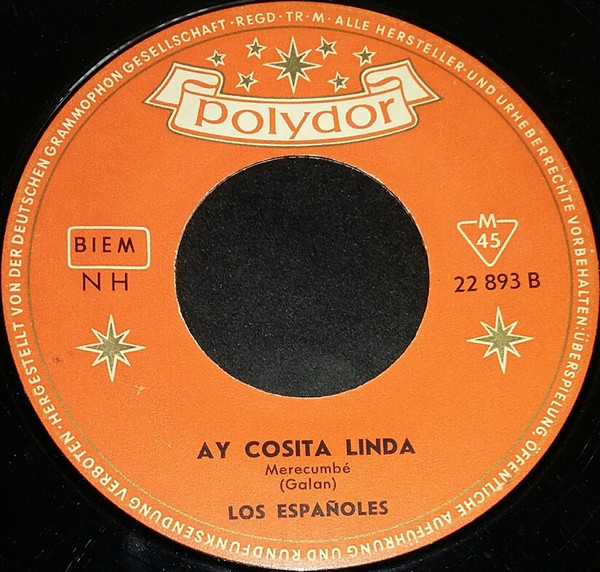 HERGESTELLT VON DER DEUTSCHEN GRAMMOPHON GESELLSCHAFT · REGD · TR · M · ALLE HERSTELLER- UND URHEBERRECHTE VORBEHALTEN · ÜBERSPIELUNG, ÖFFENTLICHE AUFFÜHRUNG UND RUNDFUNKSENDUNG VERBOTEN ·
polydor
BIEM
NH
M
45
22 893 B
AY COSITA LINDA
Merecumbé
(Galan)
LOS ESPAÑOLES